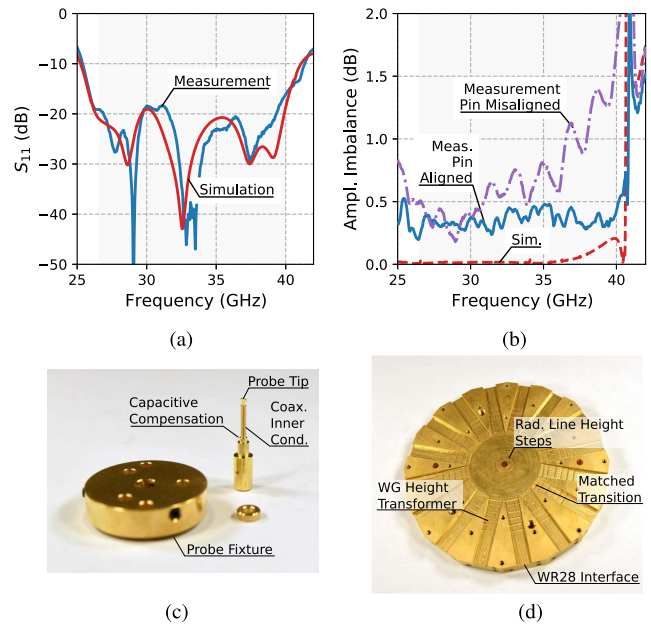 (a)
(b)
0
−10
−20
−30
−40
−50
S11 (dB)
25
30
35
40
Frequency (GHz)
Measurement
Simulation
2.0
1.5
1.0
0.5
0.0
Ampl. Imbalance (dB)
25
30
35
40
Frequency (GHz)
Measurement
Pin Misaligned
Meas.
Pin
Aligned
Sim.
(a)
(b)
Probe Tip
Capacitive
Compensation
Coax.
Inner
Cond.
Probe Fixture
Rad. Line Height
Steps
WG Height
Transformer
Matched
Transition
WR28 Interface
(c)
(d)